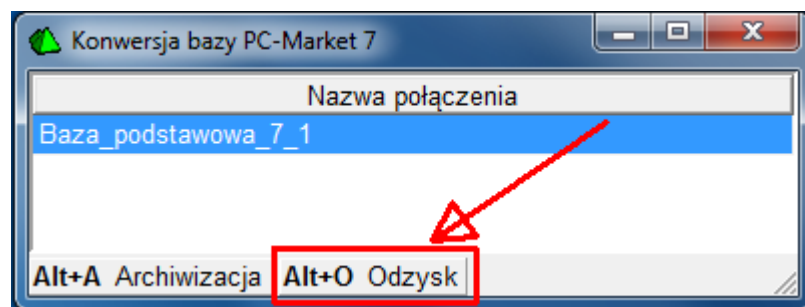 Konwersja bazy PC-Market 7
Nazwa połączenia
Baza_podstawowa_7_1
Alt+A Archiwizacja Alt+O Odzysk